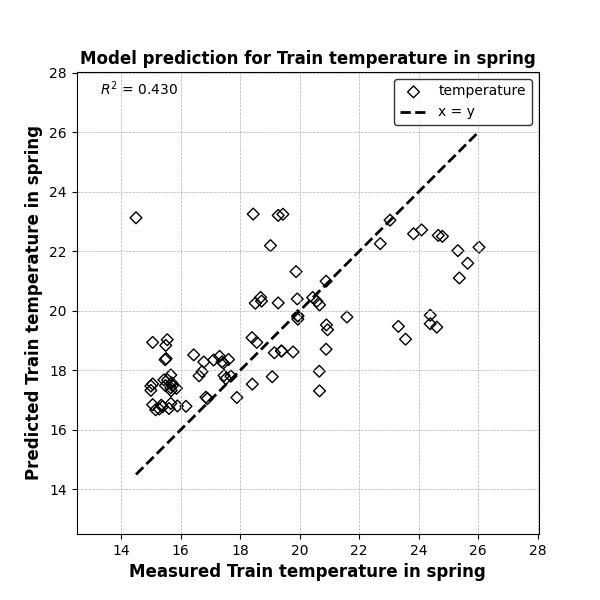 Model prediction for Train temperature in spring
R² = 0.430
temperature
x = y
28
26
24
22
20
18
16
14
14 16 18 20 22 24 26 28
Predicted Train temperature in spring
Measured Train temperature in spring